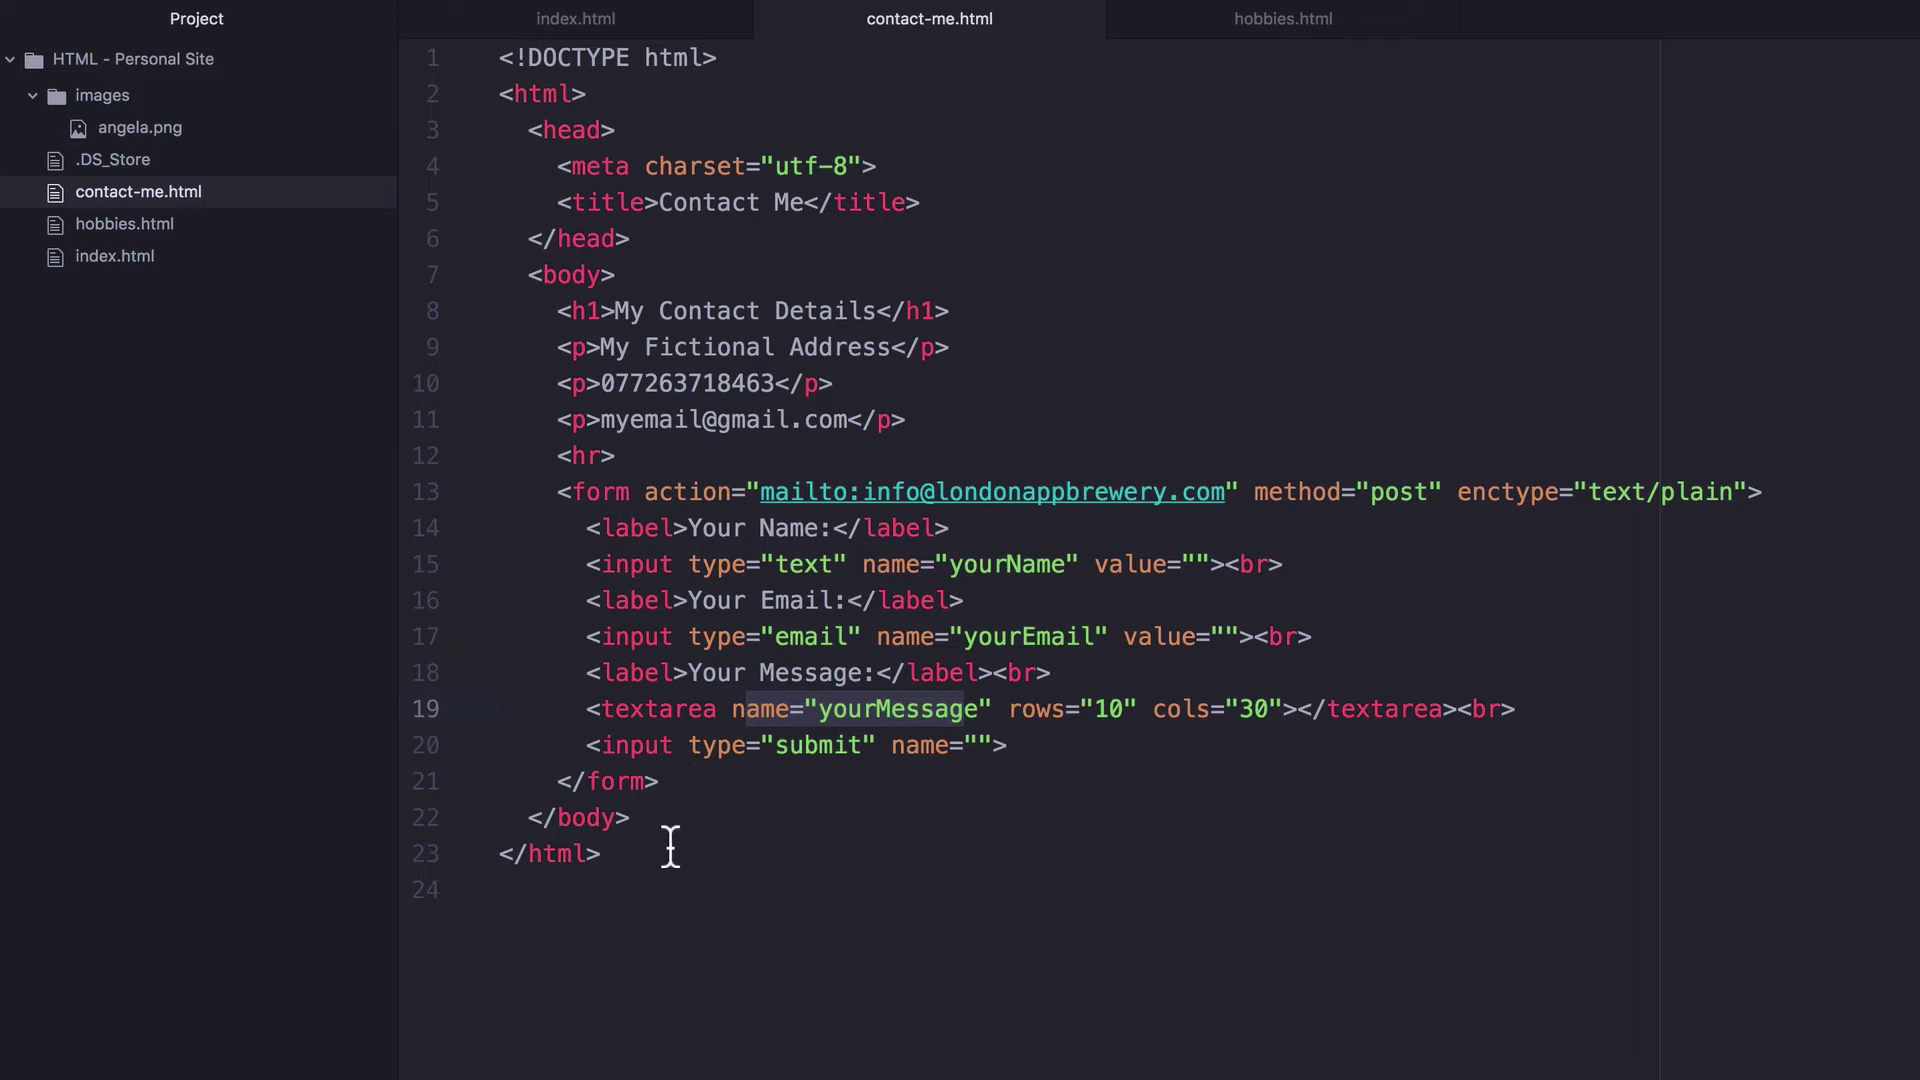 Project
index.html
contact-me.html
hobbies.html
HTML - Personal Site
images
angela.png
.DS_Store
contact-me.html
hobbies.html
index.html
1 <!DOCTYPE html>
2 <html>
3 <head>
4 <meta charset="utf-8">
5 <title>Contact Me</title>
6 </head>
7 <body>
8 <h1>My Contact Details</h1>
9 <p>My Fictional Address</p>
10 <p>077263718463</p>
11 <p>myemail@gmail.com</p>
12 <hr>
13 <form action="mailto:info@londonappbrewery.com" method="post" enctype="text/plain">
14 <label>Your Name:</label>
15 <input type="text" name="yourName" value=""><br>
16 <label>Your Email:</label>
17 <input type="email" name="yourEmail" value=""><br>
18 <label>Your Message:</label><br>
19 <textarea name="yourMessage" rows="10" cols="30"></textarea><br>
20 <input type="submit" name="">
21 </form>
22 </body>
23 </html>
24